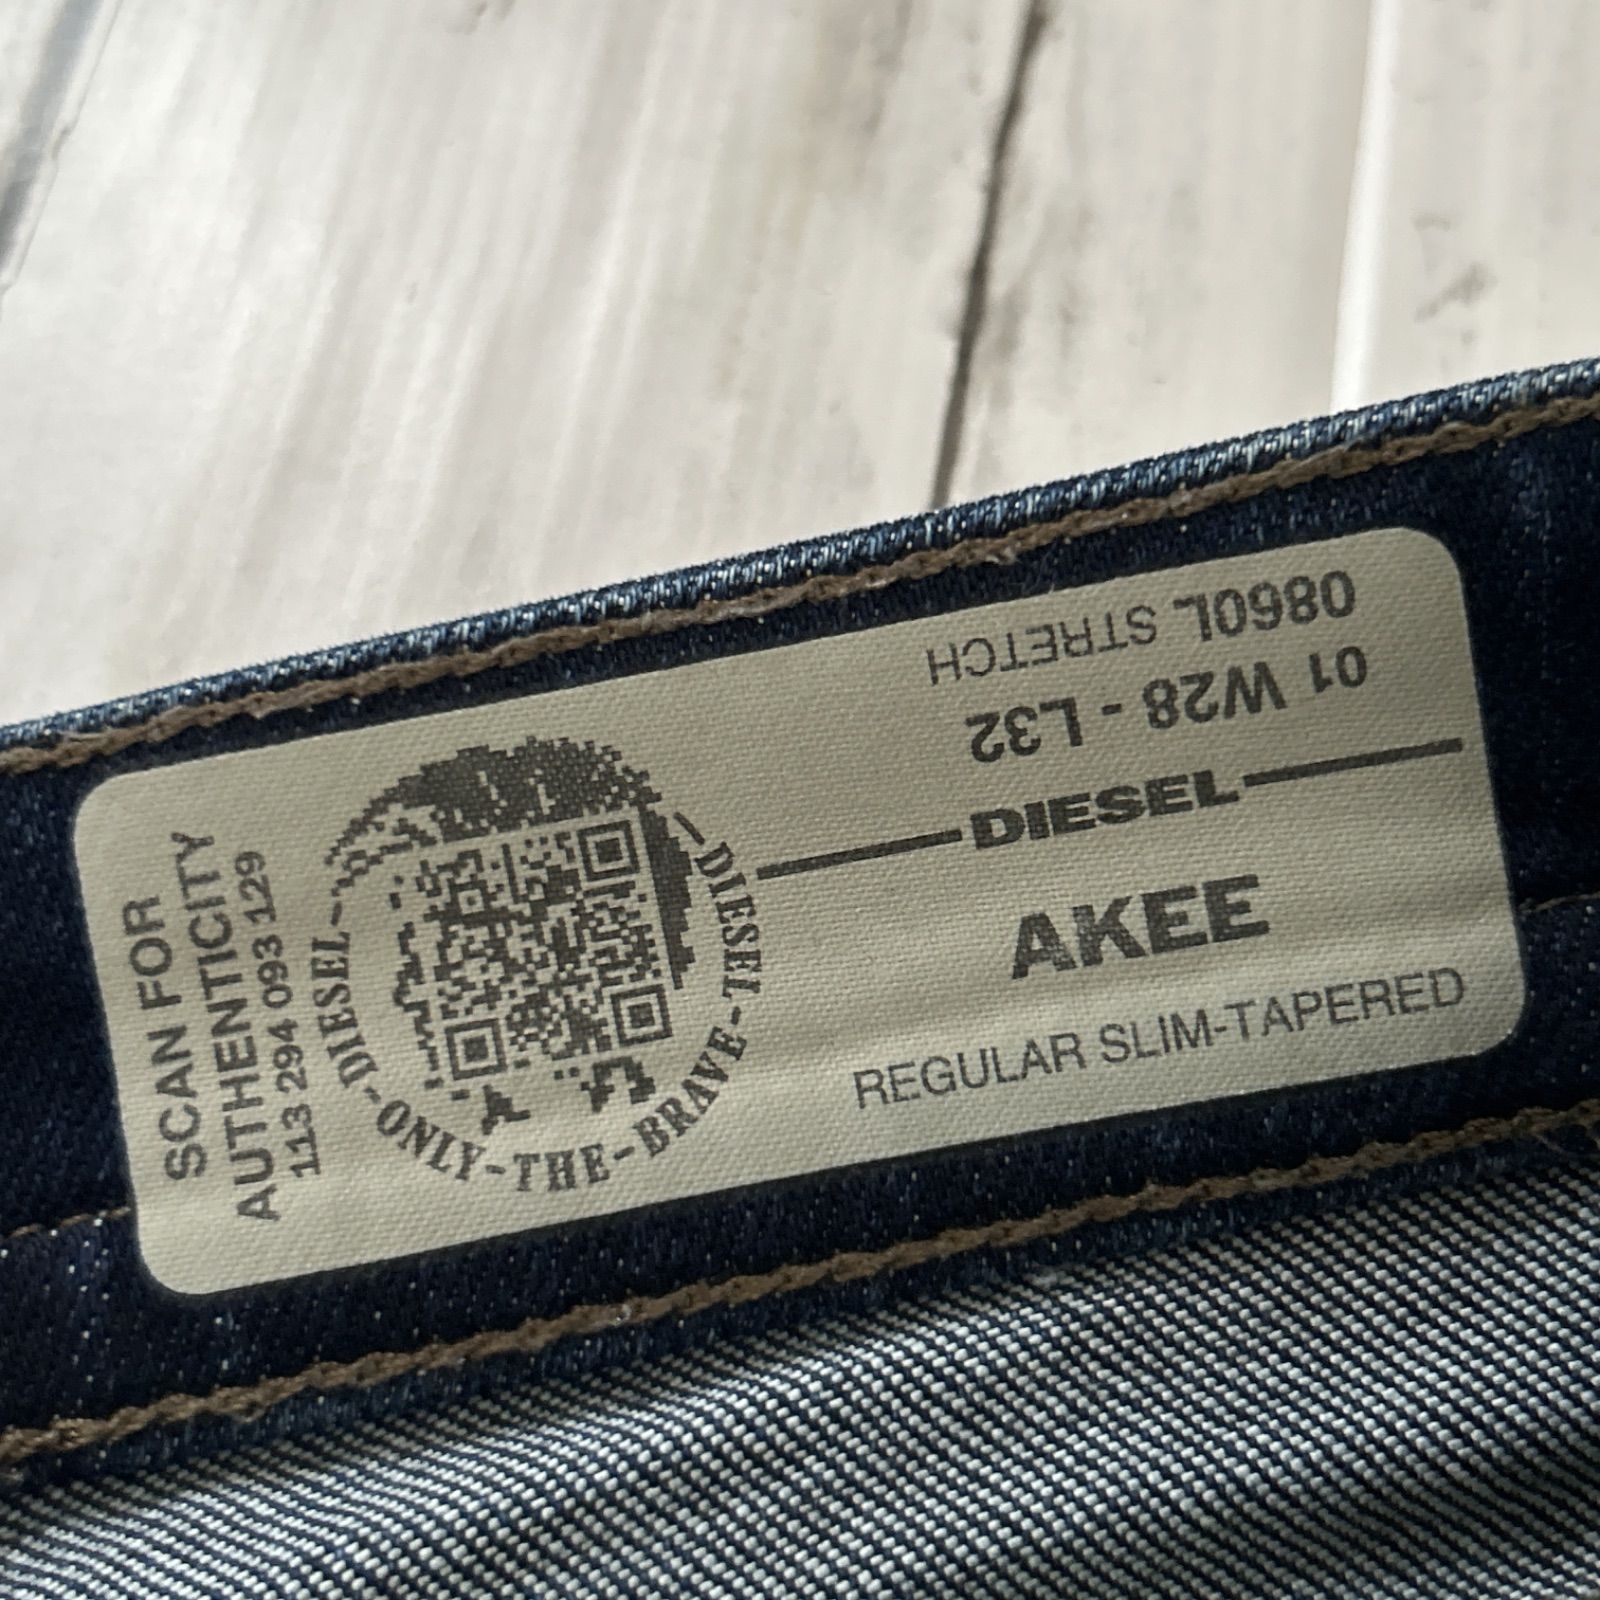 SCAN FOR
AUTHENTICITY
113 294 093 129
DIESEL-ONLY-THE-BRAVE-DIESEL
0860L STRETCH
01 W28 - L32
DIESEL
AKEE
REGULAR SLIM-TAPERED